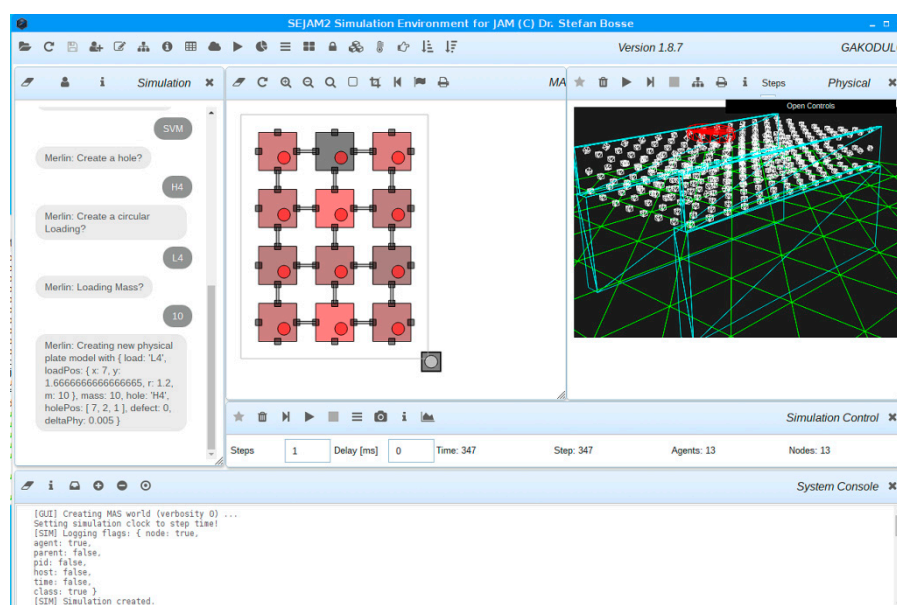 SEJAM2 Simulation Environment for JAM (C) Dr. Stefan Bosse
Version 1.8.7
GAKODUL
Simulation
MA
Steps
Physical
Open Controls
SVM
Merlin: Create a hole?
H4
Merlin: Create a circular
Loading?
L4
Merlin: Loading Mass?
10
Merlin: Creating new physical
plate model with { load: 'L4',
loadPos: { x: 7, y:
1.6666666666666665, r: 1.2,
m: 10 }, mass: 10, hole: 'H4',
holePos: [ 7, 2, 1 ], defect: 0,
deltaPhy: 0.005 }
Simulation Control
Steps
1
Delay [ms]
0
Time: 347
Step: 347
Agents: 13
Nodes: 13
System Console
[GUI] Creating MAS world (verbosity 0) ...
Setting simulation clock to step time!
[SIM] Logging flags: { node: true,
agent: true,
parent: false,
pid: false,
host: false,
time: false,
class: true }
[SIM] Simulation created.